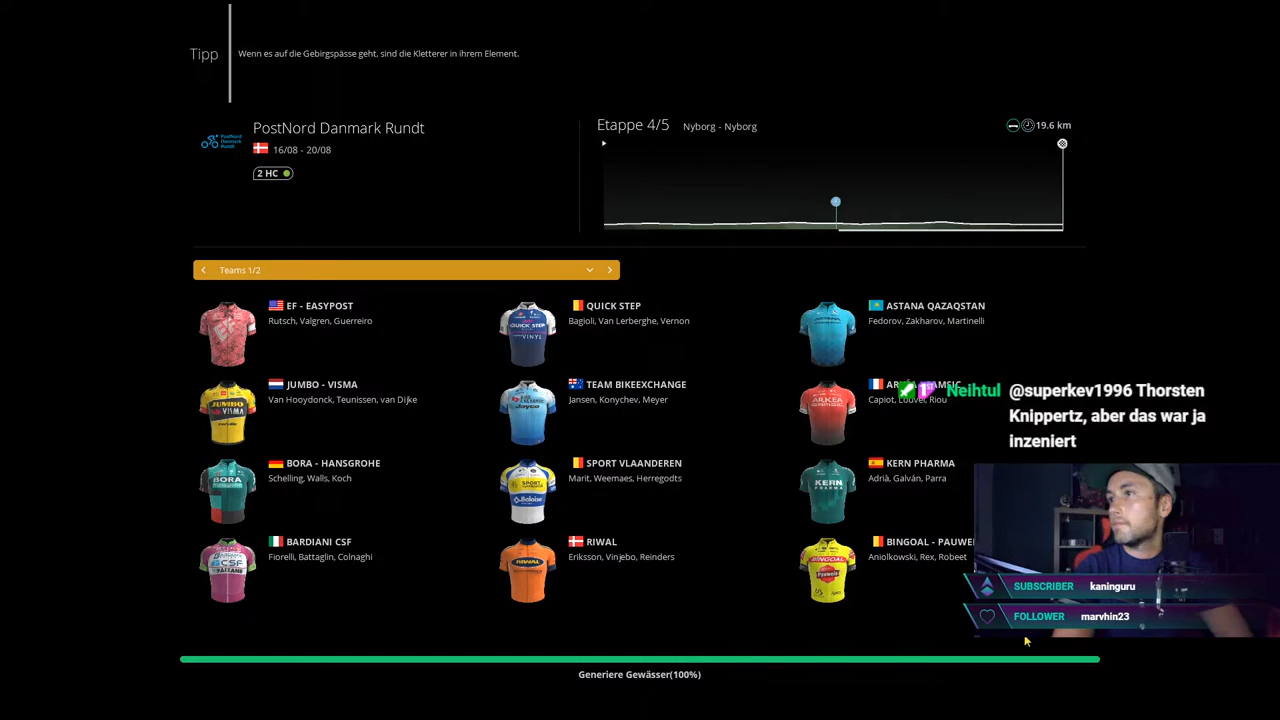 Tipp
Wenn es auf die Gebirgspässe geht, sind die Kletterer in ihrem Element.
PostNord Danmark Rundt
16/08 - 20/08
2 HC
Etappe 4/5 Nyborg - Nyborg
19.6 km
Teams 1/2
EF - EASYPOST
Rutsch, Valgren, Guerreiro
QUICK STEP
Bagioli, Van Lerberghe, Vernon
ASTANA QAZAQSTAN
Fedorov, Zakharov, Martinelli
JUMBO - VISMA
Van Hooydonck, Teunissen, van Dijke
TEAM BIKEEXCHANGE
Jansen, Konychev, Meyer
Capiot, Louvel, Riou
Neihtul @superkev1996 Thorsten
Knippertz, aber das war ja
inzeniert
BORA - HANSGROHE
Schelling, Walls, Koch
SPORT VLAANDEREN
Marit, Weemaes, Herregodts
KERN PHARMA
Adrià, Galván, Parra
BARDIANI CSF
Fiorelli, Battaglin, Colnaghi
RIWAL
Eriksson, Vinjebo, Reinders
BINGOAL - PAUWE
Aniolkowski, Rex, Robeet
SUBSCRIBER kaninguru
FOLLOWER marvhin23
Generiere Gewässer(100%)